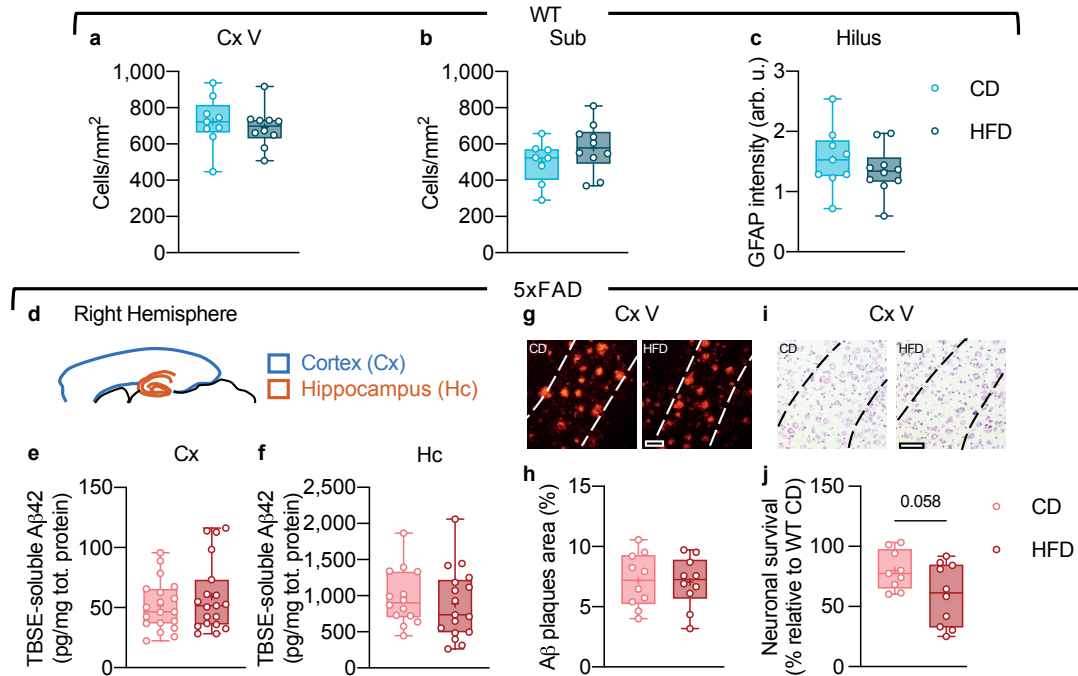 WT
a Cx V
Cells/mm²
1,000
800
600
400
200
0
b Sub
Cells/mm²
1,000
800
600
400
200
0
c Hilus
GFAP intensity (arb. u.)
3
2
1
0
CD
HFD
5xFAD
d Right Hemisphere
Cortex (Cx)
Hippocampus (Hc)
g Cx V
CD
HFD
i Cx V
CD
HFD
e Cx
TBSE-soluble Aβ42
(pg/mg tot. protein)
150
100
50
0
f Hc
TBSE-soluble Aβ42
(pg/mg tot. protein)
2,500
2,000
1,500
1,000
500
0
h
Aβ plaques area (%)
15
10
5
0
j
Neuronal survival
(% relative to WT CD)
150
100
50
0
0.058
CD
HFD